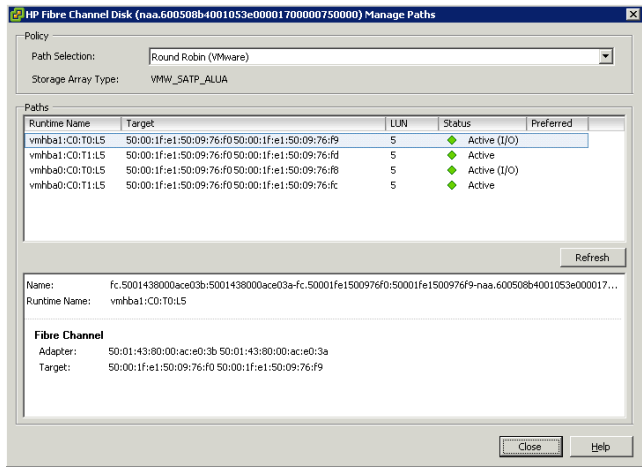 HP Fibre Channel Disk (naa.600508b4001053e00001700000750000) Manage Paths
Policy
Path Selection: Round Robin (VMware)
Storage Array Type: VMW_SATP_ALUA
Paths
Runtime Name Target LUN Status Preferred
vmhba1:C0:T0:L5 50:00:1f:e1:50:09:76:f0 50:00:1f:e1:50:09:76:f9 5 Active (I/O)
vmhba1:C0:T1:L5 50:00:1f:e1:50:09:76:f0 50:00:1f:e1:50:09:76:fd 5 Active
vmhba0:C0:T0:L5 50:00:1f:e1:50:09:76:f0 50:00:1f:e1:50:09:76:f8 5 Active (I/O)
vmhba0:C0:T1:L5 50:00:1f:e1:50:09:76:f0 50:00:1f:e1:50:09:76:fc 5 Active
Refresh
Name: fc.5001438000ace03b:5001438000ace03a-fc.50001fe1500976f0:50001fe1500976f9-naa.600508b4001053e000017...
Runtime Name: vmhba1:C0:T0:L5
Fibre Channel
Adapter: 50:01:43:80:00:ac:e0:3b 50:01:43:80:00:ac:e0:3a
Target: 50:00:1f:e1:50:09:76:f0 50:00:1f:e1:50:09:76:f9
Close Help